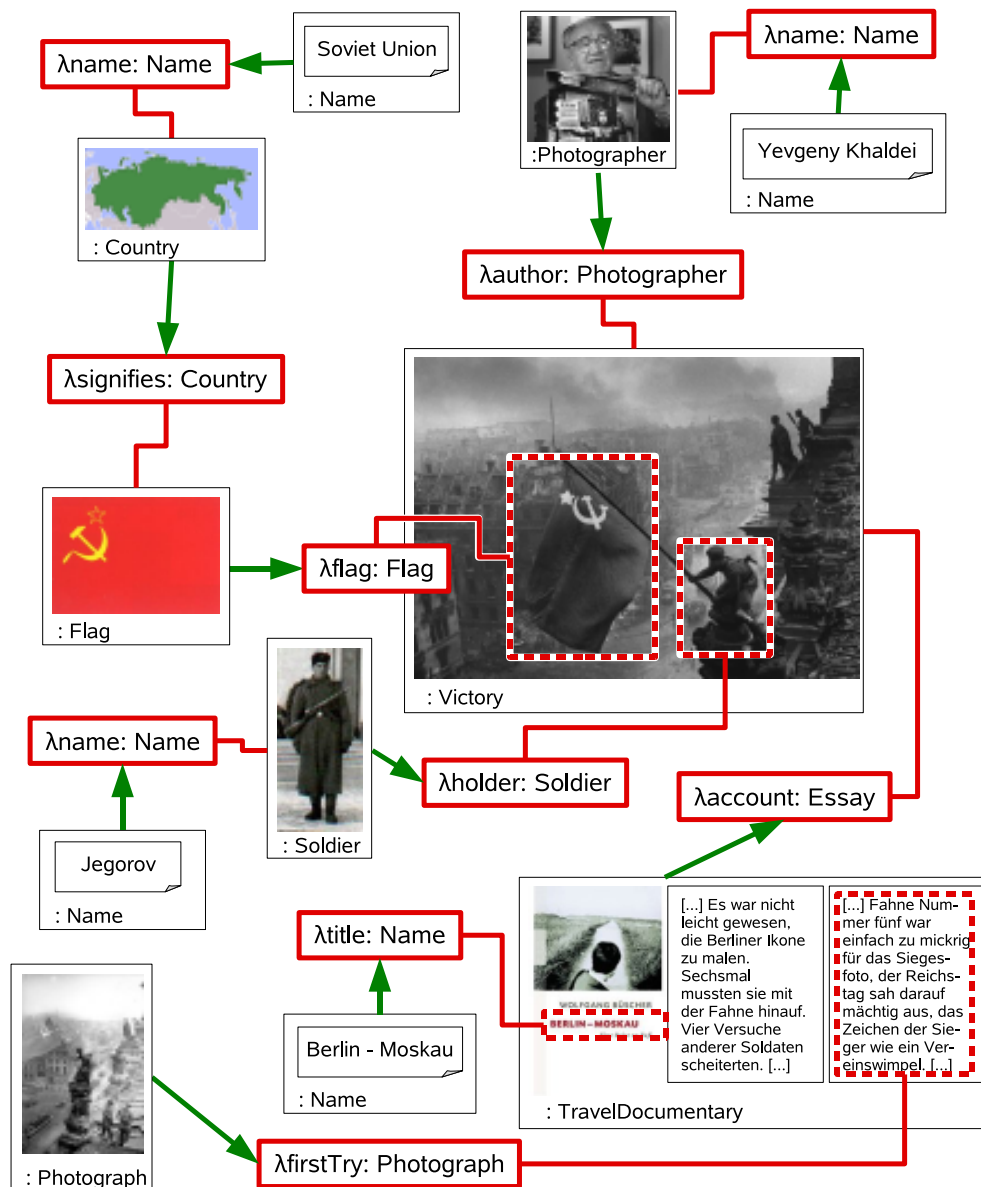 Soviet Union
: Name
λname: Name
: Country
:Photographer
λname: Name
Yevgeny Khaldei
: Name
λauthor: Photographer
λsignifies: Country
: Flag
λflag: Flag
: Victory
λname: Name
: Soldier
λholder: Soldier
λaccount: Essay
Jegorov
: Name
λtitle: Name
Berlin - Moskau
: Name
WOLFGANG BÜSCHER
BERLIN – MOSKAU
[...] Es war nicht
leicht gewesen,
die Berliner Ikone
zu malen.
Sechsmal
mussten sie mit
der Fahne hinauf.
Vier Versuche
anderer Soldaten
scheiterten. [...]
[...] Fahne Num-
mer fünf war
einfach zu mickrig
für das Sieges-
foto, der Reichs-
tag sah darauf
mächtig aus, das
Zeichen der Sie-
ger wie ein Ver-
einswimpel. [...]
: TravelDocumentary
: Photograph
λfirstTry: Photograph